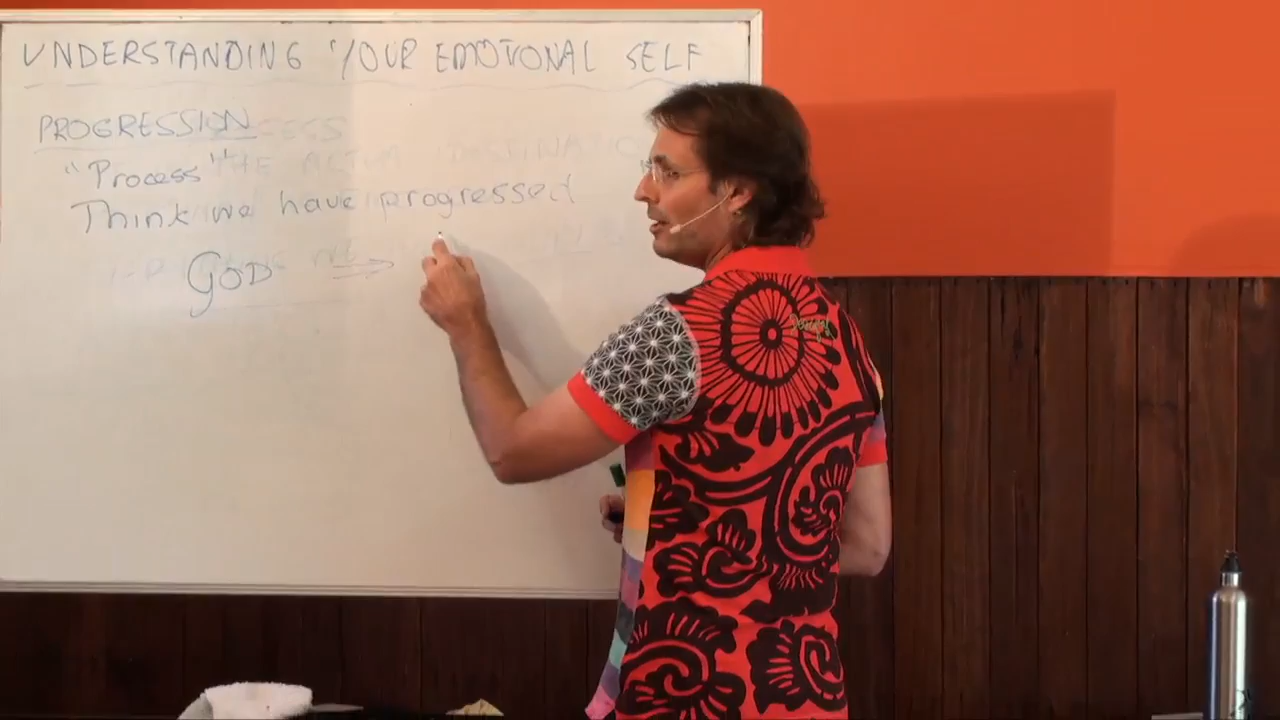 UNDERSTANDING YOUR EMOTIONAL SELF
PROGRESSION
"Process"
Think we have progressed
GOD